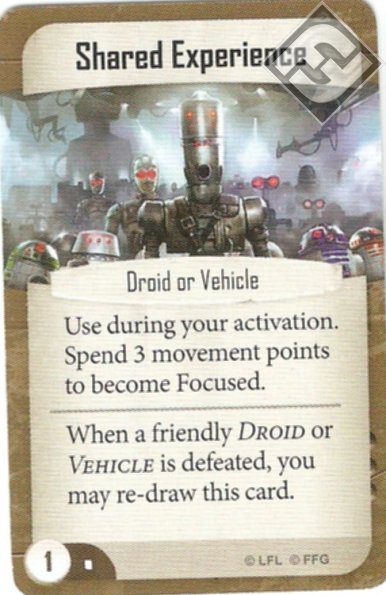 Shared Experience
Droid or Vehicle
Use during your activation.
Spend 3 movement points
to become Focused.
When a friendly DROID or
VEHICLE is defeated, you
may re-draw this card.
1
© LFL © FFG